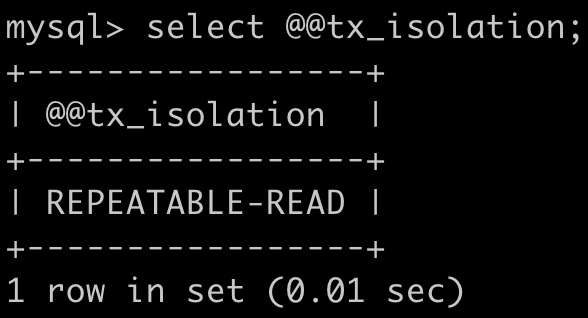 mysql> select @@tx_isolation;
+-----------------+
| @@tx_isolation  |
+-----------------+
| REPEATABLE-READ |
+-----------------+
1 row in set (0.01 sec)